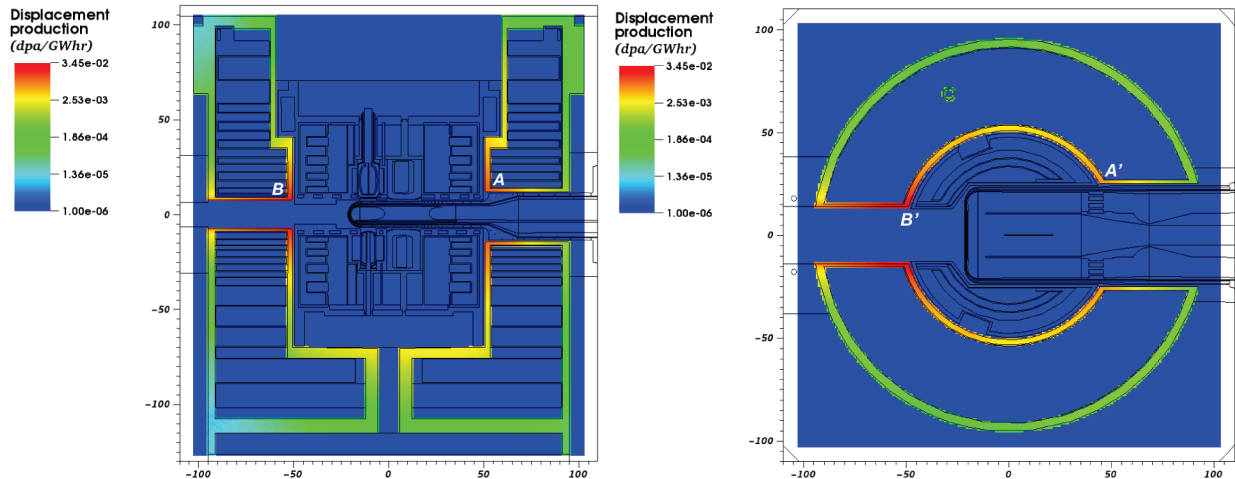 Displacement
production
(dpa/GWhr)
3.45e-02
2.53e-03
1.86e-04
1.36e-05
1.00e-06
100
50
0
-50
-100
-100
-50
0
50
100
B
A
Displacement
production
(dpa/GWhr)
3.45e-02
2.53e-03
1.86e-04
1.36e-05
1.00e-06
100
50
0
-50
-100
-100
-50
0
50
100
A'
B'